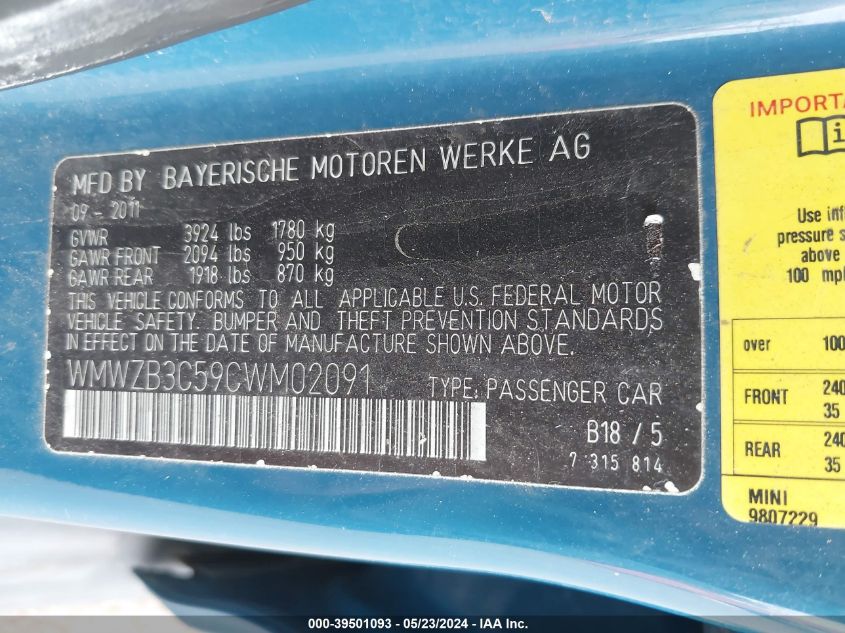 MFD BY BAYERISCHE MOTOREN WERKE AG
09 - 2011
GVWR 3924 lbs 1780 kg
GAWR FRONT 2094 lbs 950 kg
GAWR REAR 1918 lbs 870 kg
THIS VEHICLE CONFORMS TO ALL APPLICABLE U.S. FEDERAL MOTOR
VEHICLE SAFETY, BUMPER AND THEFT PREVENTION STANDARDS
IN EFFECT ON DATE OF MANUFACTURE SHOWN ABOVE.
WMWZB3C59CWM02091 TYPE: PASSENGER CAR
B18 / 5
7 315 814
IMPORTA
i
Use infl
pressure s
above
100 mph
over 100
FRONT 240
35
REAR 240
35
MINI
9807229
000-39501093 - 05/23/2024 - IAA Inc.